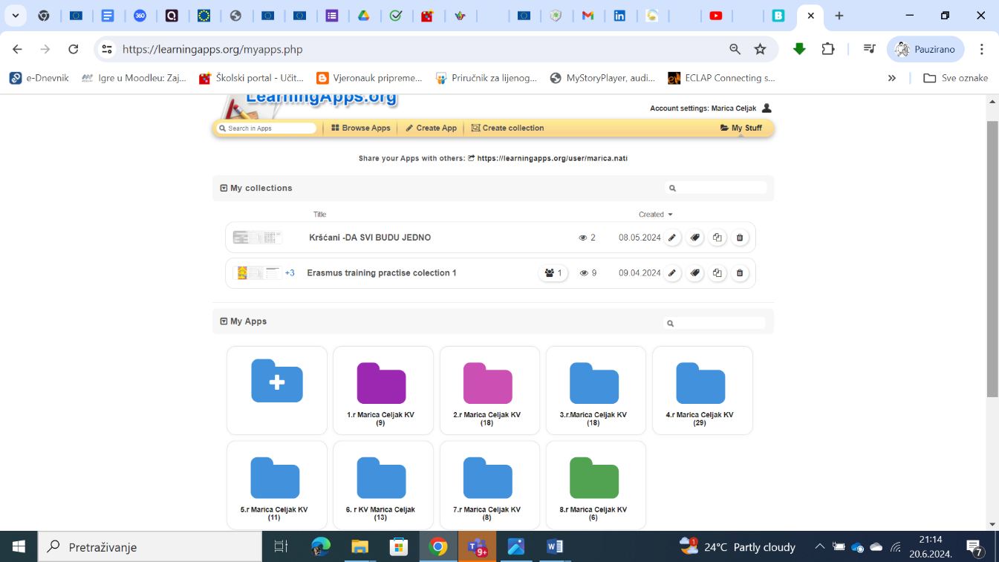 https://learningapps.org/myapps.php
Pauzirano
e-Dnevnik
Igre u Moodleu: Zaj...
Školski portal - Učit...
Vjeronauk pripreme...
Priručnik za lijenog...
MyStoryPlayer, audi...
ECLAP Connecting s...
Sve oznake
LearningApps.org
Account settings: Marica Celjak
Search in Apps
Browse Apps
Create App
Create collection
My Stuff
Share your Apps with others: https://learningapps.org/user/marica.nati
My collections
Title
Created
Kršćani -DA SVI BUDU JEDNO
2
08.05.2024
+3
Erasmus training practise colection 1
1
9
09.04.2024
My Apps
1.r Marica Celjak KV
(9)
2.r Marica Celjak KV
(18)
3.r.Marica Celjak KV
(18)
4.r Marica Celjak KV
(29)
5.r Marica Celjak KV
(11)
6. r KV Marica Celjak
(13)
7.r Marica Celjak KV
(8)
8.r Marica Celjak KV
(6)
Pretraživanje
9+
1
24°C Partly cloudy
21:14
20.6.2024.
7